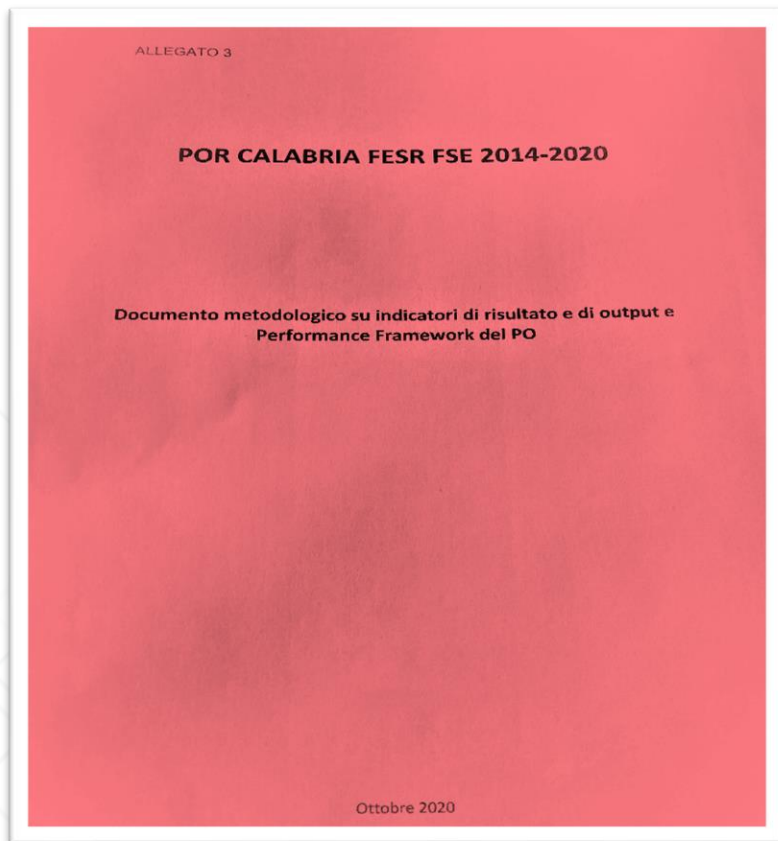 ALLEGATO 3
POR CALABRIA FESR FSE 2014-2020
Documento metodologico su indicatori di risultato e di output e
Performance Framework del PO
Ottobre 2020